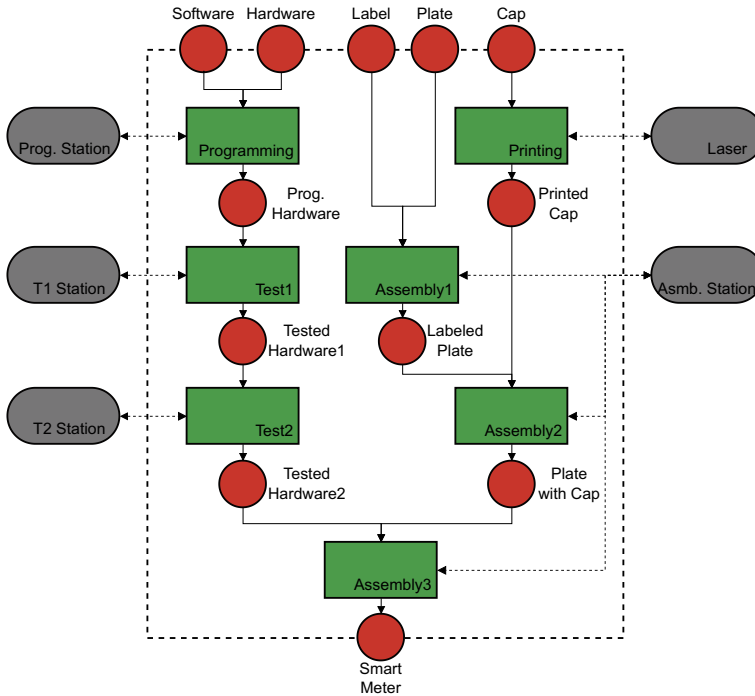 Software
Hardware
Label
Plate
Cap
Prog. Station
Programming
Printing
Laser
Prog.
Hardware
Printed
Cap
T1 Station
Test1
Assembly1
Asmb. Station
Tested
Hardware1
Labeled
Plate
T2 Station
Test2
Assembly2
Tested
Hardware2
Plate
with Cap
Assembly3
Smart
Meter